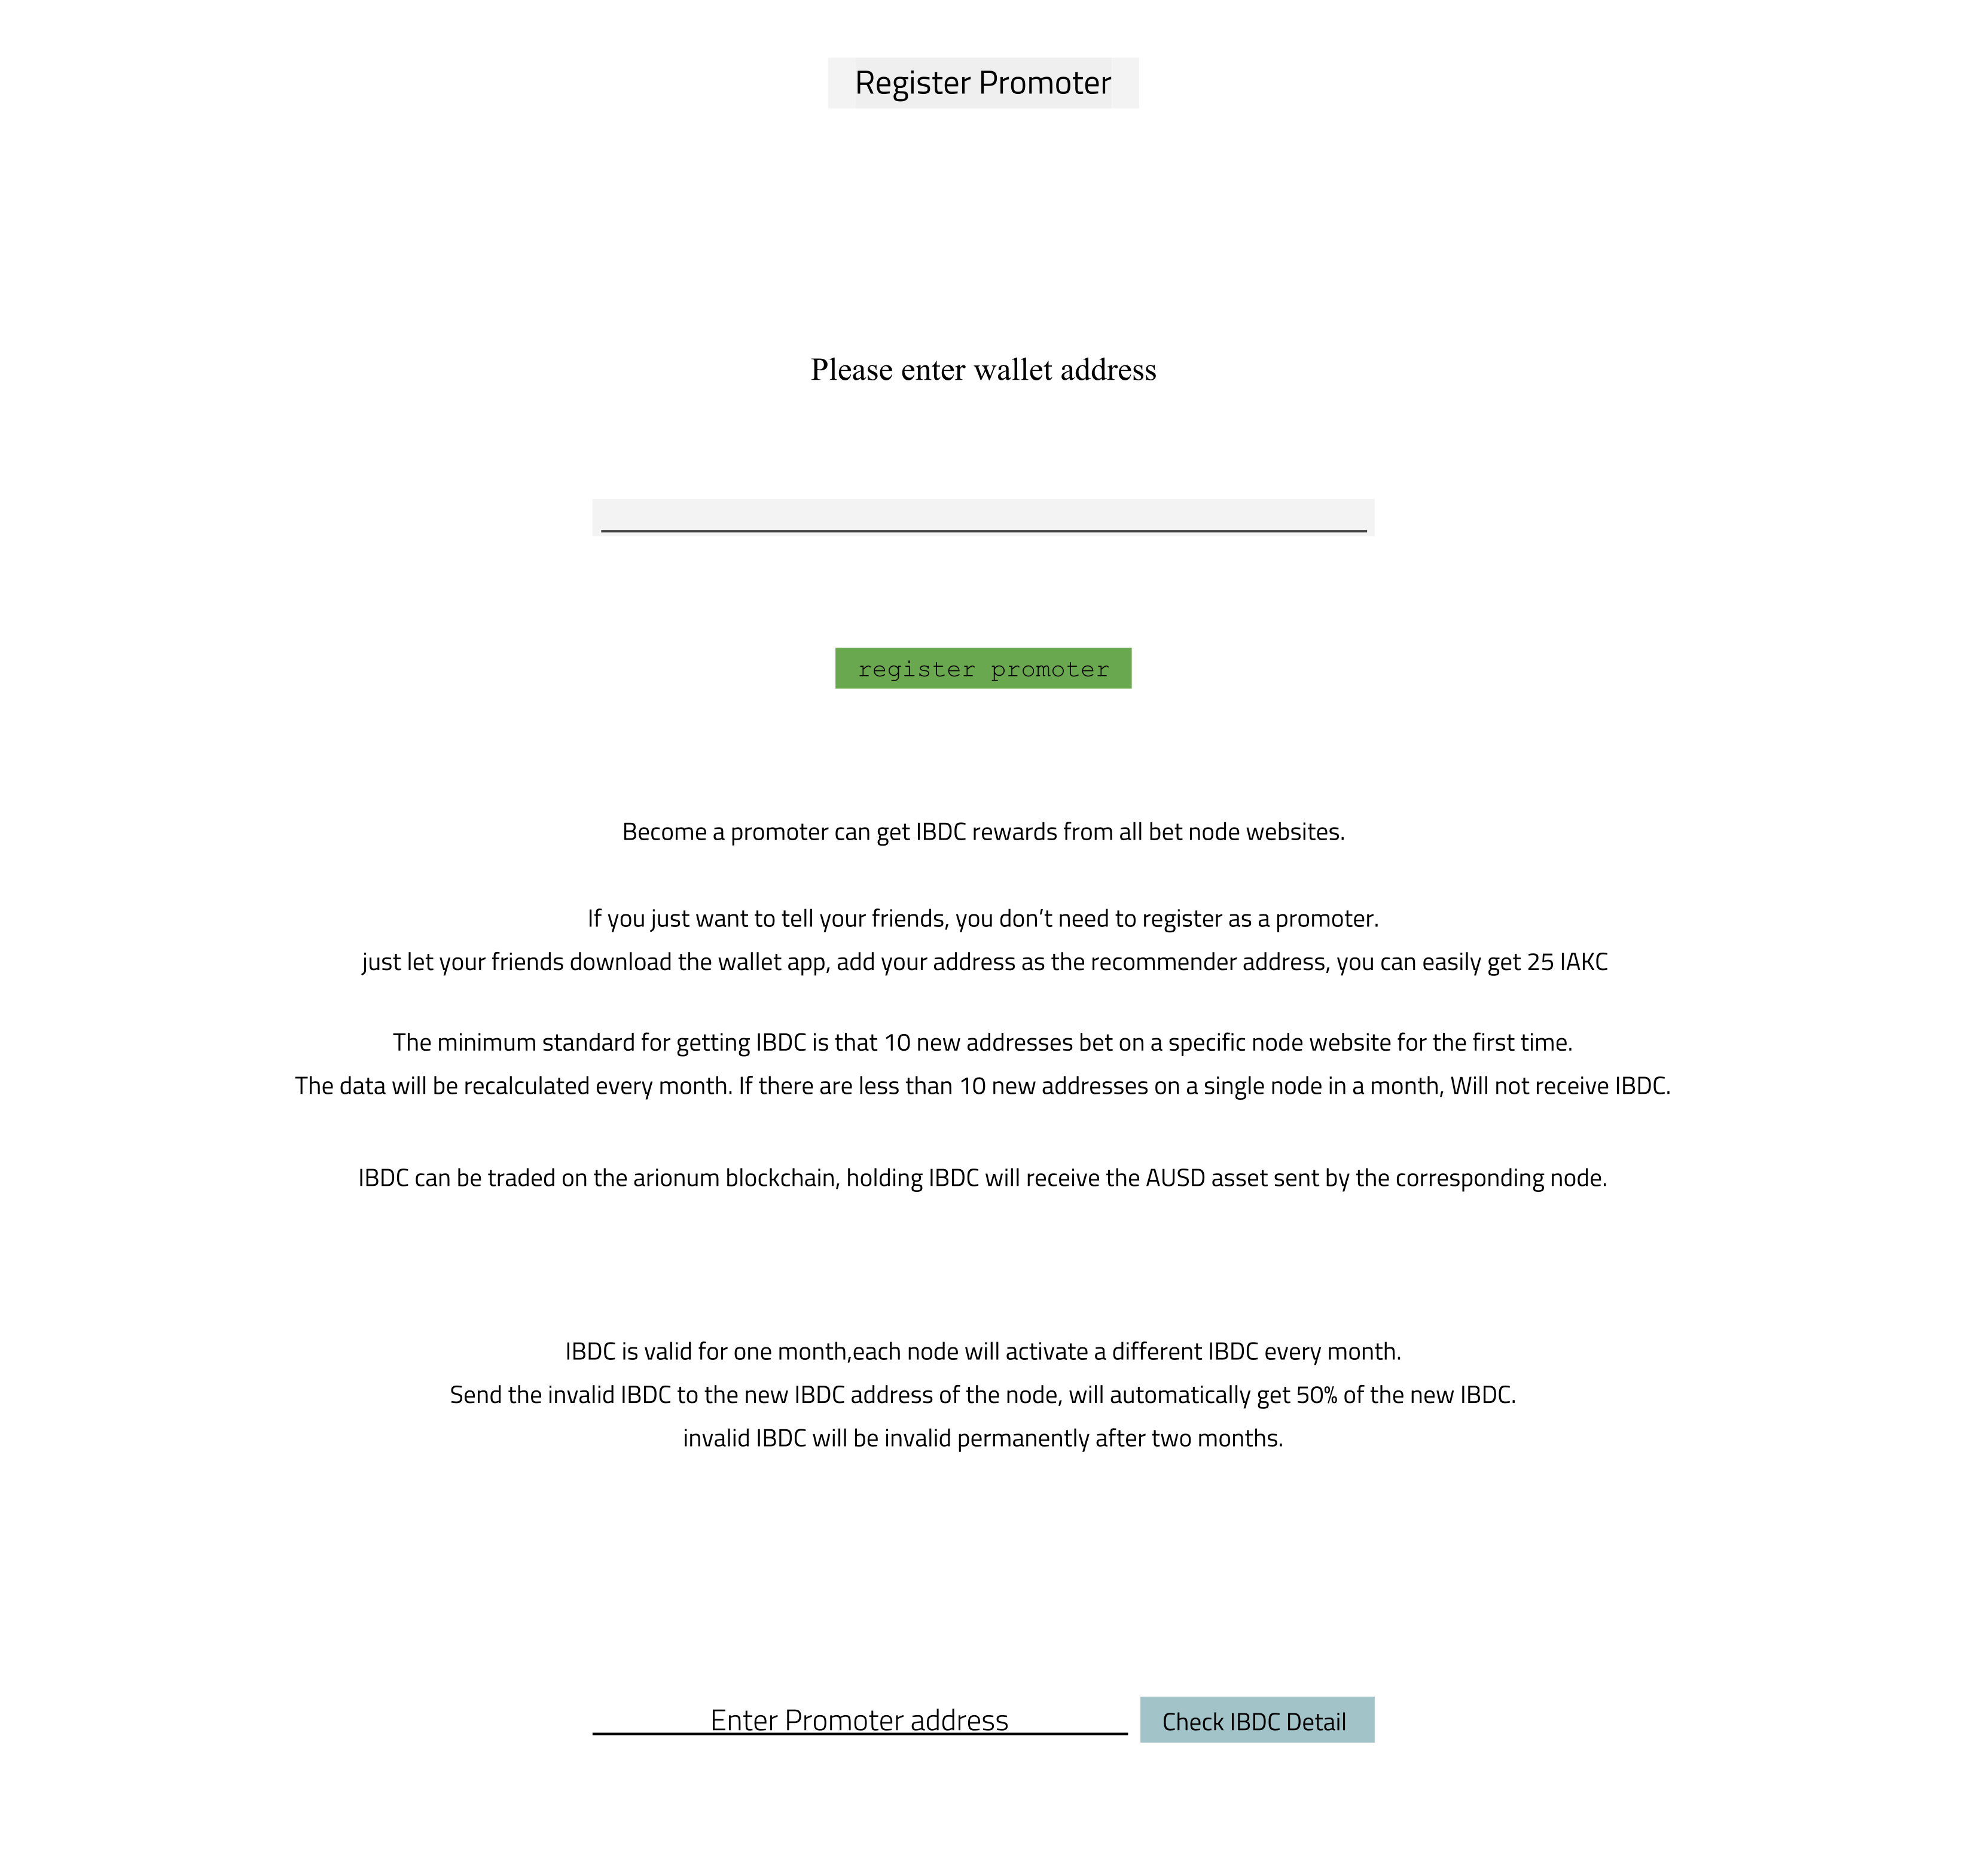 Register Promoter
Please enter wallet address
register promoter
Become a promoter can get IBDC rewards from all bet node websites.
If you just want to tell your friends, you don’t need to register as a promoter.
just let your friends download the wallet app, add your address as the recommender address, you can easily get 25 IAKC
The minimum standard for getting IBDC is that 10 new addresses bet on a specific node website for the first time.
The data will be recalculated every month. If there are less than 10 new addresses on a single node in a month, Will not receive IBDC.
IBDC can be traded on the arionum blockchain, holding IBDC will receive the AUSD asset sent by the corresponding node.
IBDC is valid for one month,each node will activate a different IBDC every month.
Send the invalid IBDC to the new IBDC address of the node, will automatically get 50% of the new IBDC.
invalid IBDC will be invalid permanently after two months.
Enter Promoter address Check IBDC Detail